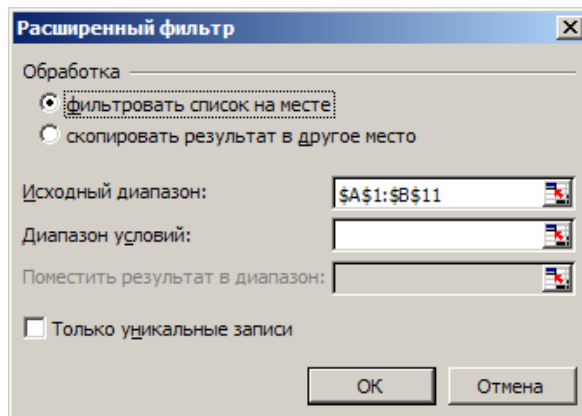 Расширенный фильтр
Обработка
фильтровать список на месте
скопировать результат в другое место
Исходный диапазон: $A$1:$B$11
Диапазон условий:
Поместить результат в диапазон:
Только уникальные записи
ОК Отмена